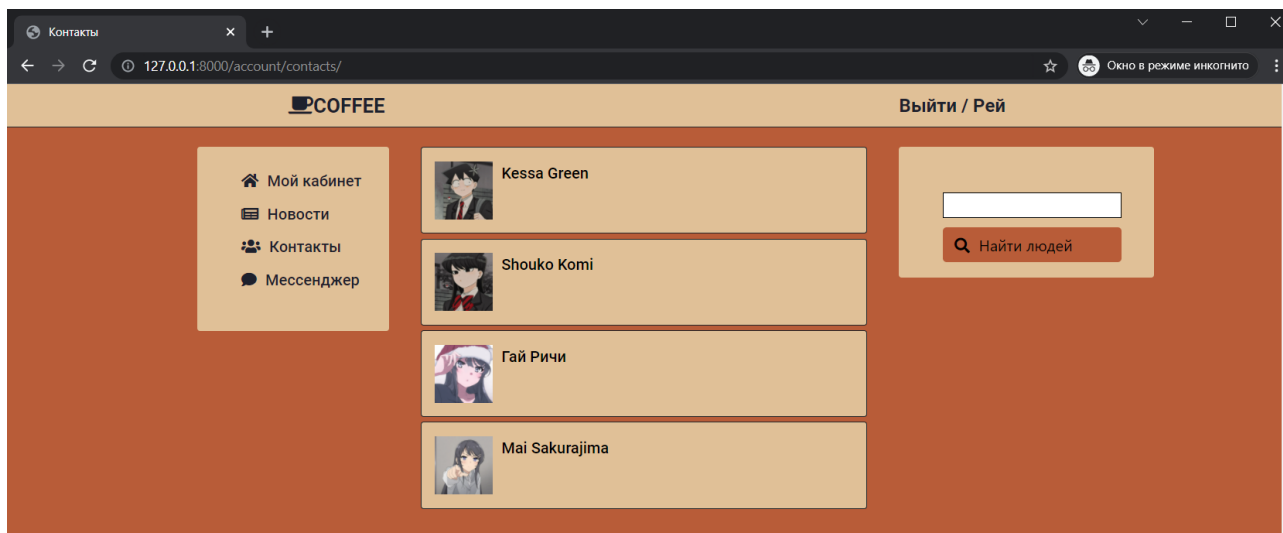 Контакты
127.0.0.1:8000/account/contacts/
Окно в режиме инкогнито
COFFEE
Выйти / Рей
Мой кабинет
Новости
Контакты
Мессенджер
Kessa Green
Shouko Komi
Гай Ричи
Mai Sakurajima
Найти людей